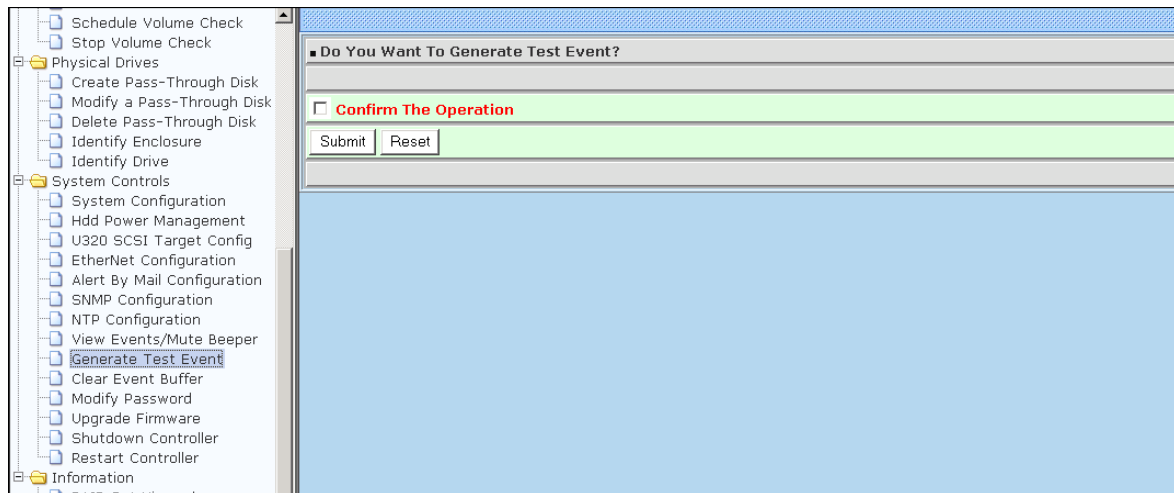 Schedule Volume Check
Stop Volume Check
Physical Drives
Create Pass-Through Disk
Modify a Pass-Through Disk
Delete Pass-Through Disk
Identify Enclosure
Identify Drive
System Controls
System Configuration
Hdd Power Management
U320 SCSI Target Config
EtherNet Configuration
Alert By Mail Configuration
SNMP Configuration
NTP Configuration
View Events/Mute Beeper
Generate Test Event
Clear Event Buffer
Modify Password
Upgrade Firmware
Shutdown Controller
Restart Controller
Information
Do You Want To Generate Test Event?
Confirm The Operation
Submit Reset